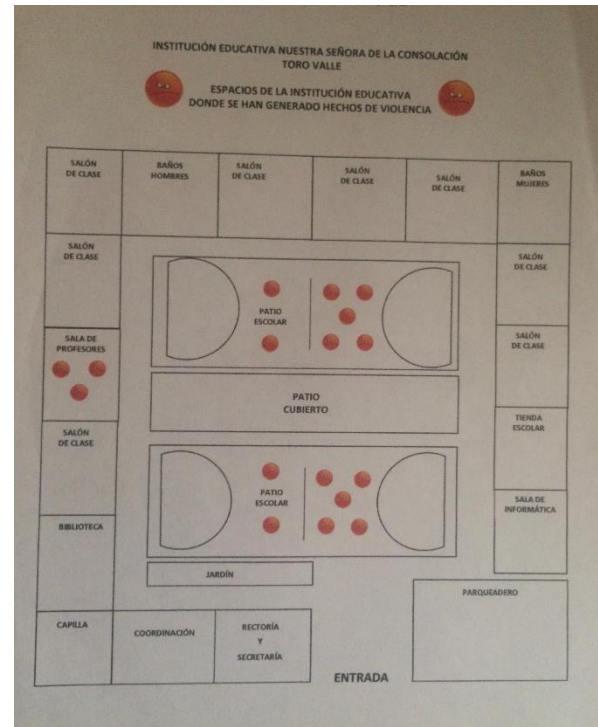 INSTITUCIÓN EDUCATIVA NUESTRA SEÑORA DE LA CONSOLACIÓN
TORO VALLE
ESPACIOS DE LA INSTITUCIÓN EDUCATIVA
DONDE SE HAN GENERADO HECHOS DE VIOLENCIA
SALÓN
DE CLASE
BAÑOS
HOMBRES
SALÓN
DE CLASE
SALÓN
DE CLASE
SALÓN
DE CLASE
BAÑOS
MUJERES
SALÓN
DE CLASE
SALÓN
DE CLASE
PATIO
ESCOLAR
SALA DE
PROFESORES
SALÓN
DE CLASE
PATIO
CUBIERTO
SALÓN
DE CLASE
TIENDA
ESCOLAR
PATIO
ESCOLAR
SALA DE
INFORMÁTICA
BIBLIOTECA
JARDÍN
PARQUEADERO
CAPILLA
COORDINACIÓN
RECTORÍA
Y
SECRETARÍA
ENTRADA